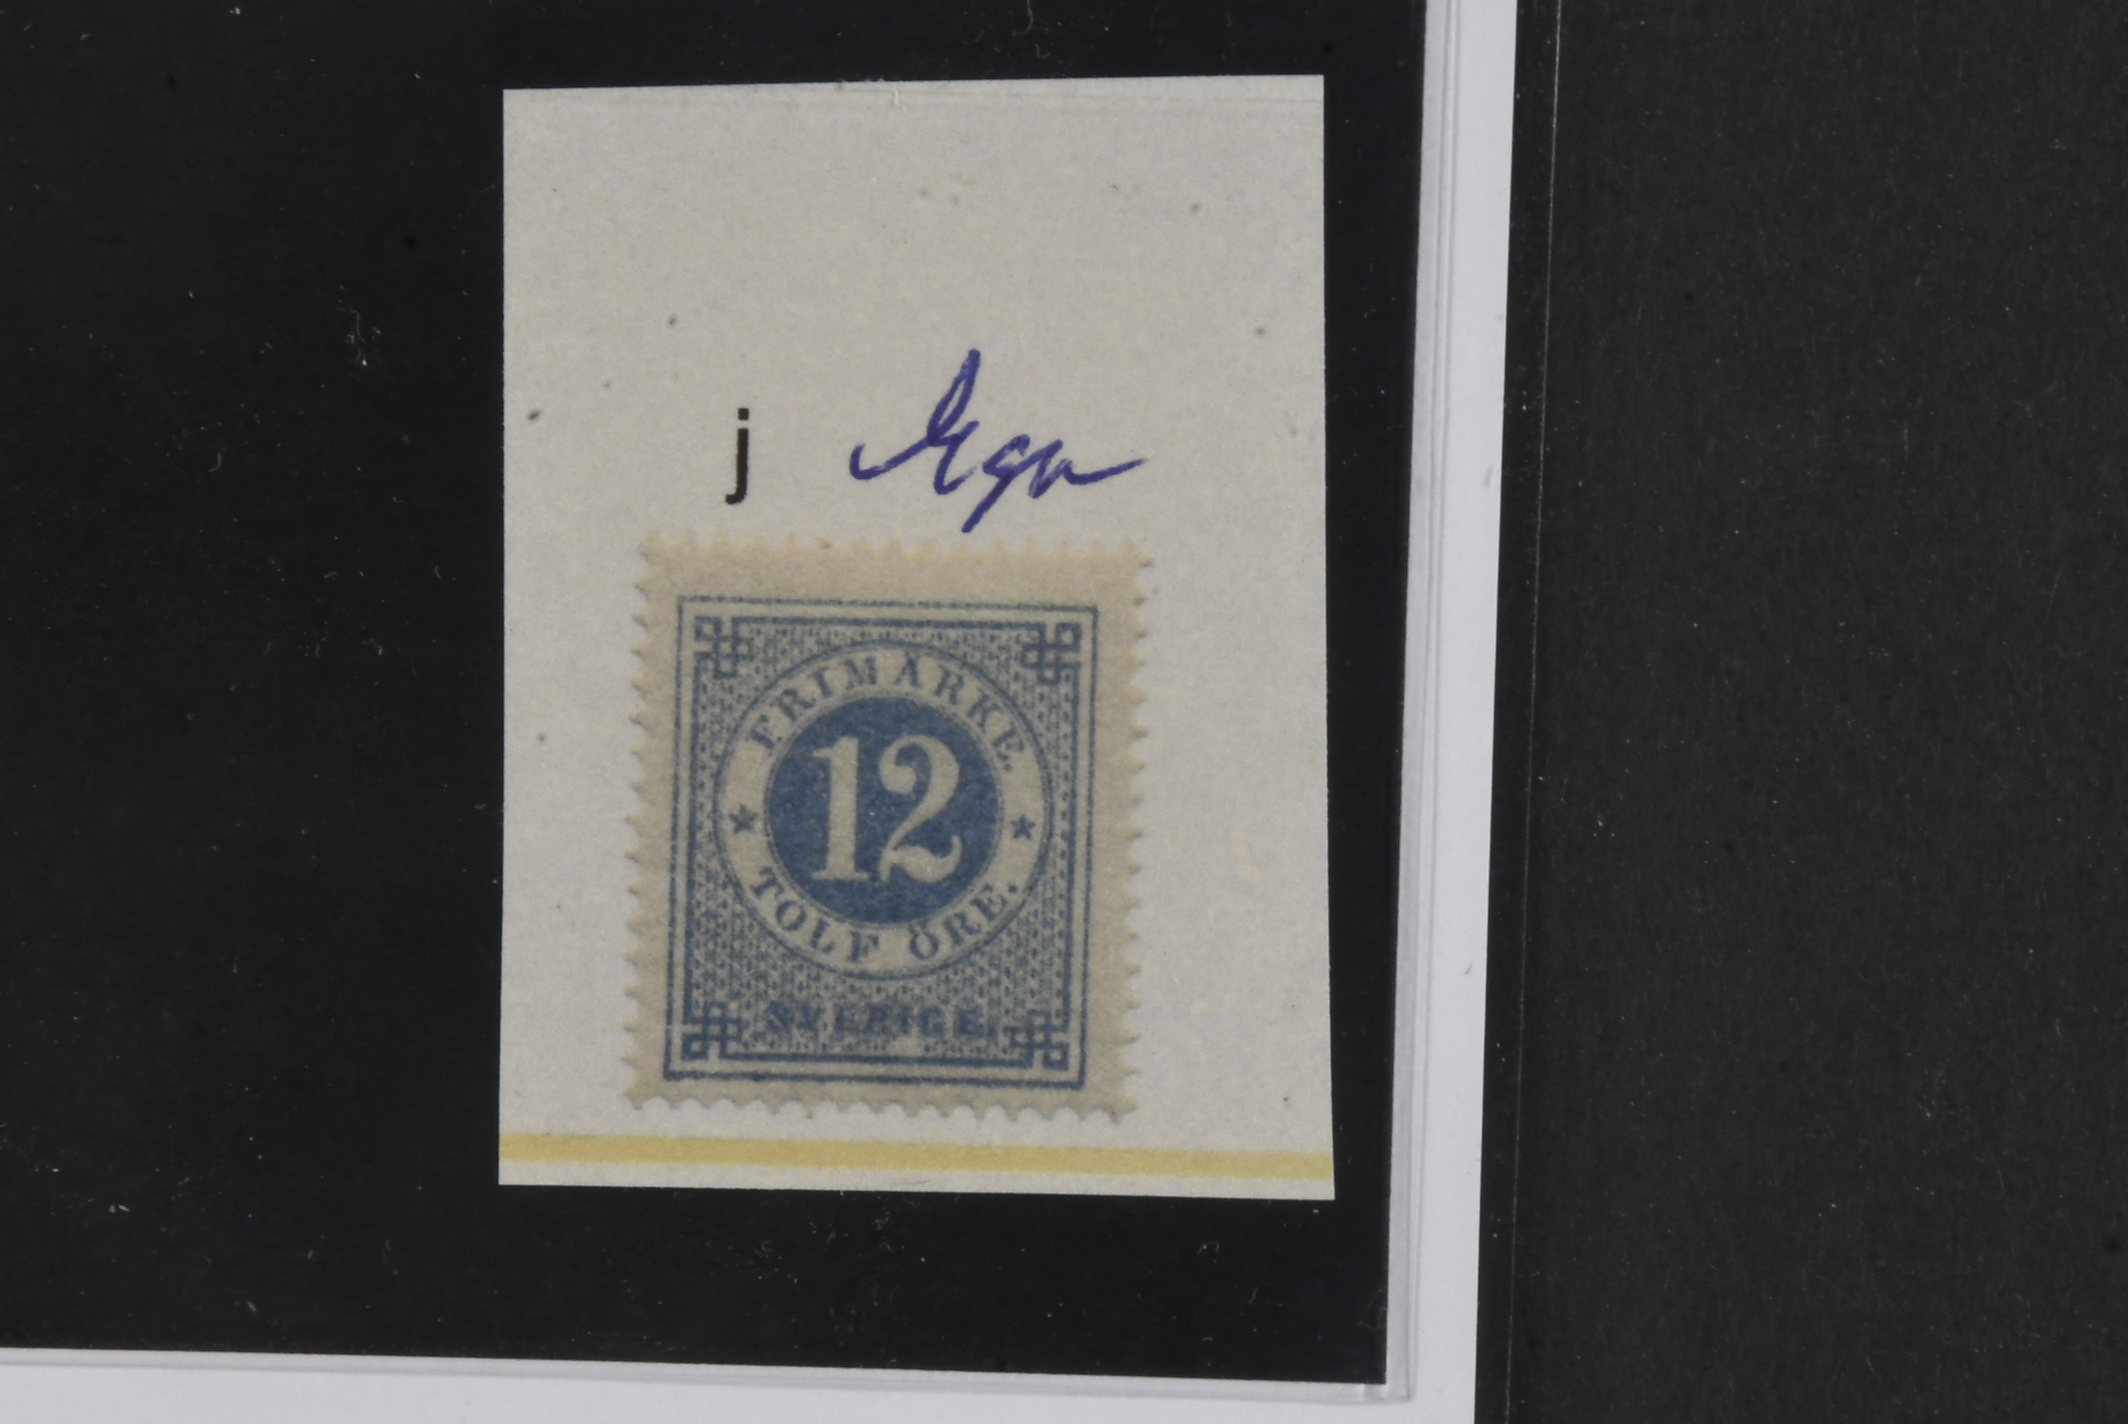 j
FRIMÄRKE.
12
TOLF ÖRE.
SVERIGE.